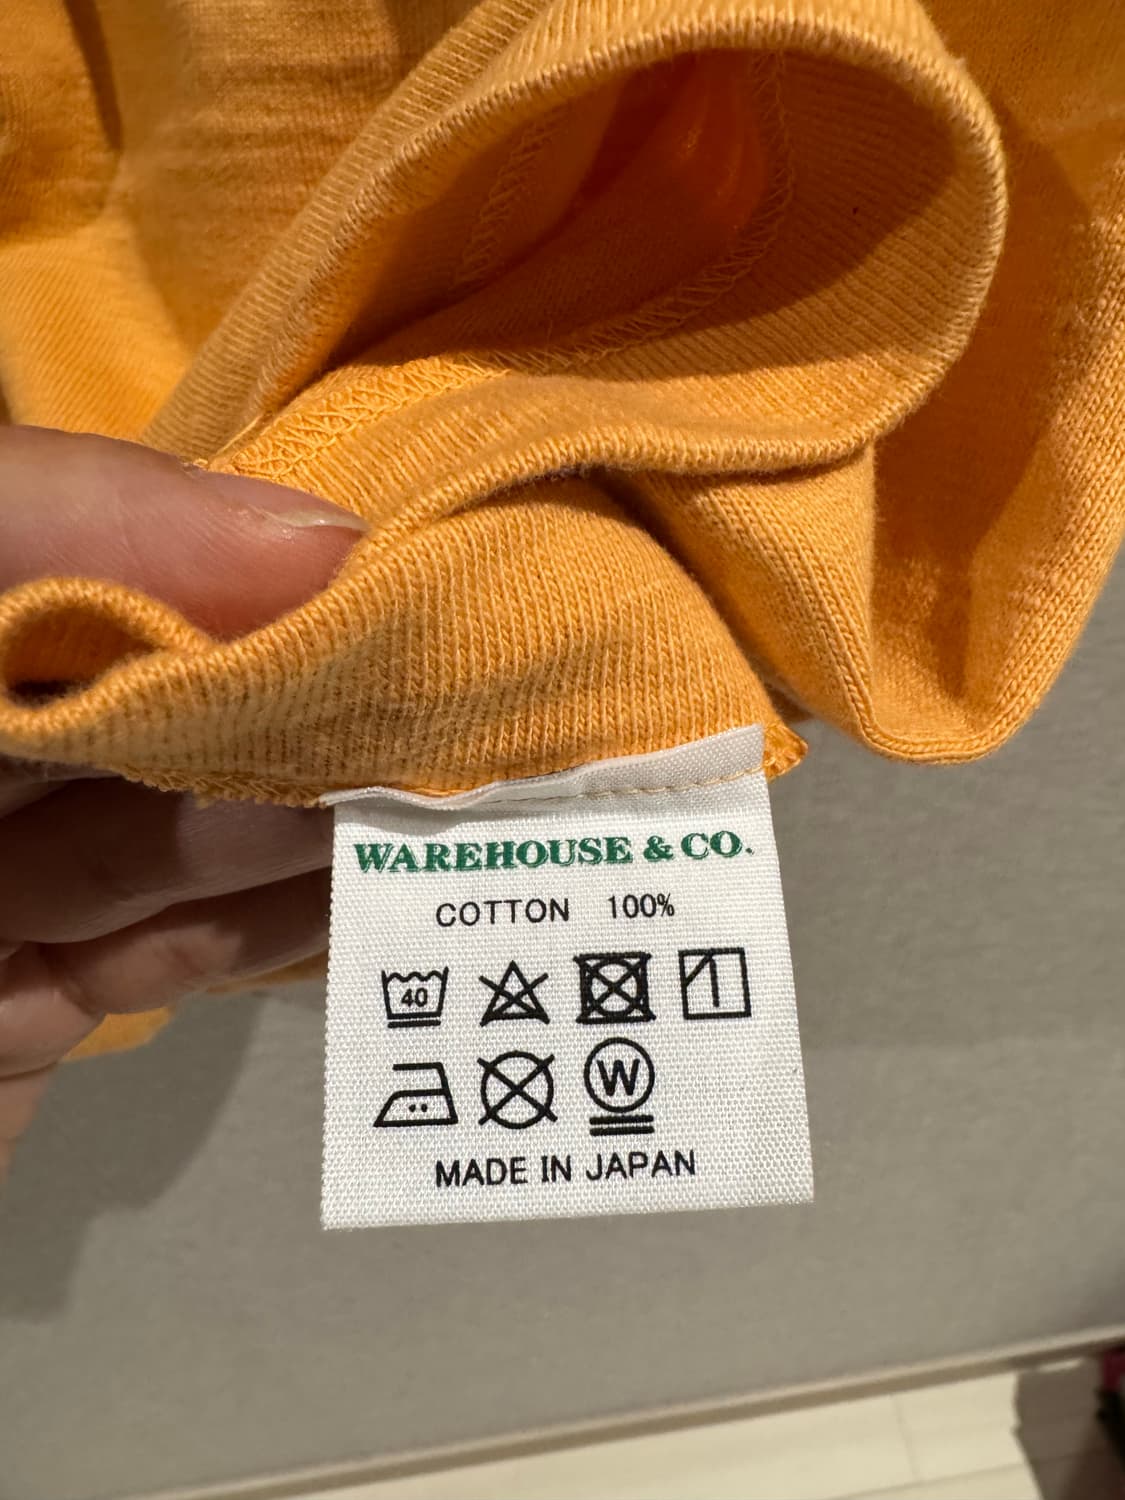 WAREHOUSE & CO.
COTTON 100%
40
W
MADE IN JAPAN